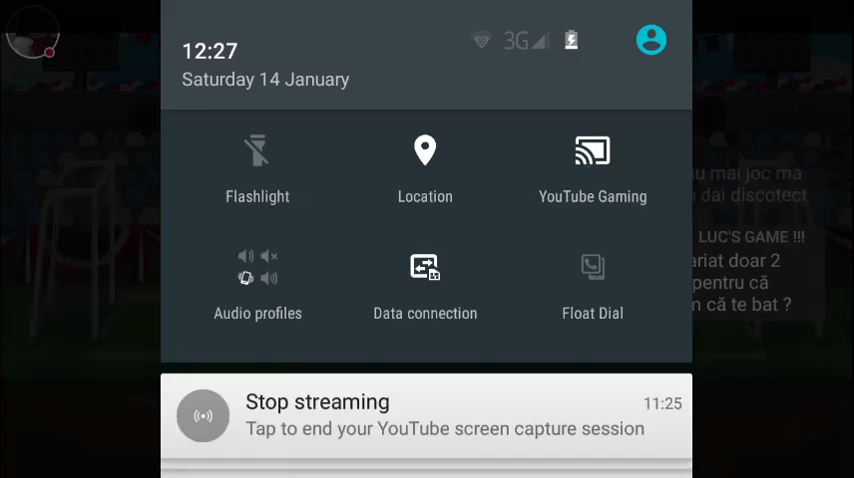 12:27
3G
Saturday 14 January
Flashlight
Location
YouTube Gaming
Audio profiles
Data connection
Float Dial
mai joc mă
dai discotect
LUC'S GAME !!!
ariat doar 2
pentru că
că te bat ?
Stop streaming
11:25
Tap to end your YouTube screen capture session